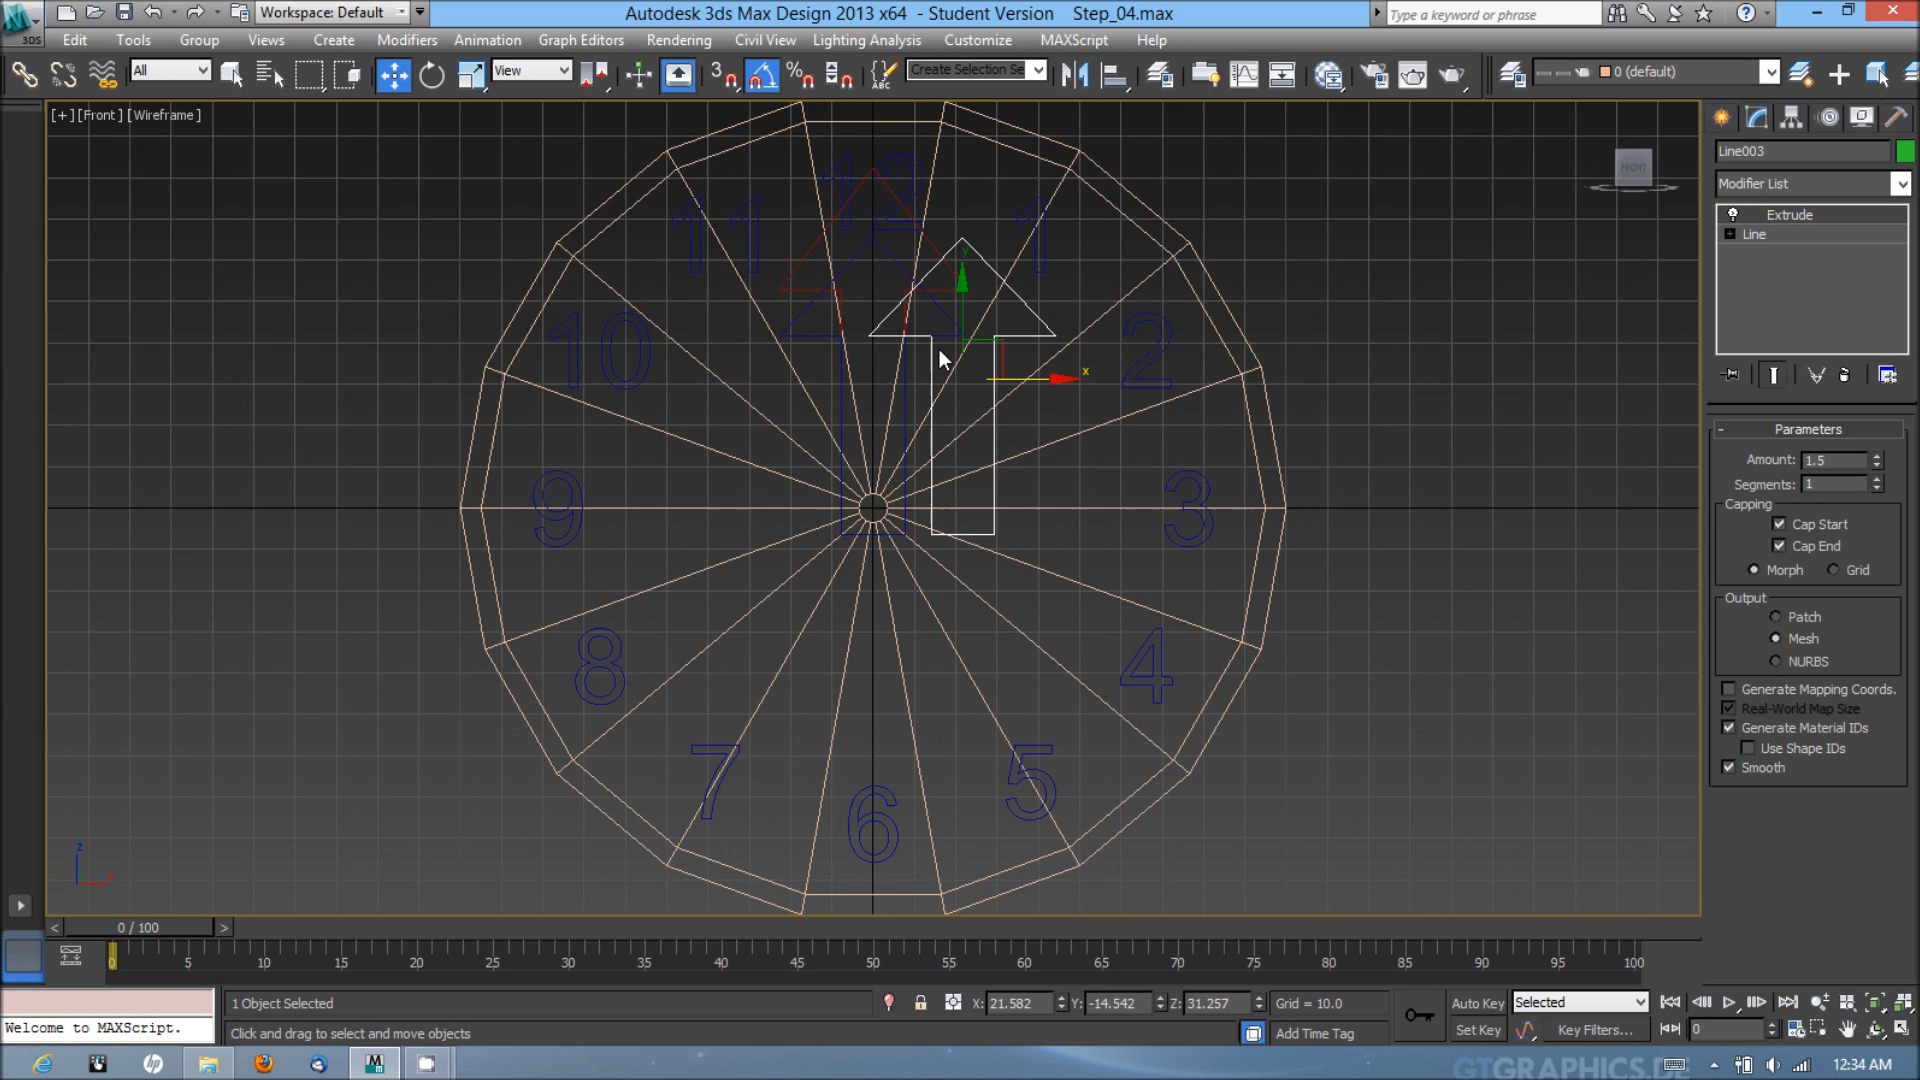 3DS
Workspace: Default
Autodesk 3ds Max Design 2013 x64 - Student Version Step_04.max
Type a keyword or phrase
Edit Tools Group Views Create Modifiers Animation Graph Editors Rendering Civil View Lighting Analysis Customize MAXScript Help
All
View
3
%
ABC
Create Selection Se
0 (default)
[+] [Front] [Wireframe]
FRONT
Line003
Modifier List
Extrude
Line
12
11
1
10
2
9
3
8
4
7
5
6
y
x
z
Parameters
Amount: 1.5
Segments: 1
Capping
Cap Start
Cap End
Morph Grid
Output
Patch
Mesh
NURBS
Generate Mapping Coords.
Real-World Map Size
Generate Material IDs
Use Shape IDs
Smooth
< 0 / 100 >
0 5 10 15 20 25 30 35 40 45 50 55 60 65 70 75 80 85 90 95 100
1 Object Selected
X: 21.582 Y: -14.542 Z: 31.257 Grid = 10.0
Auto Key Selected
Welcome to MAXScript.
Click and drag to select and move objects
Add Time Tag
Set Key Key Filters... 0
GTGRAPHICS.DE
12:34 AM